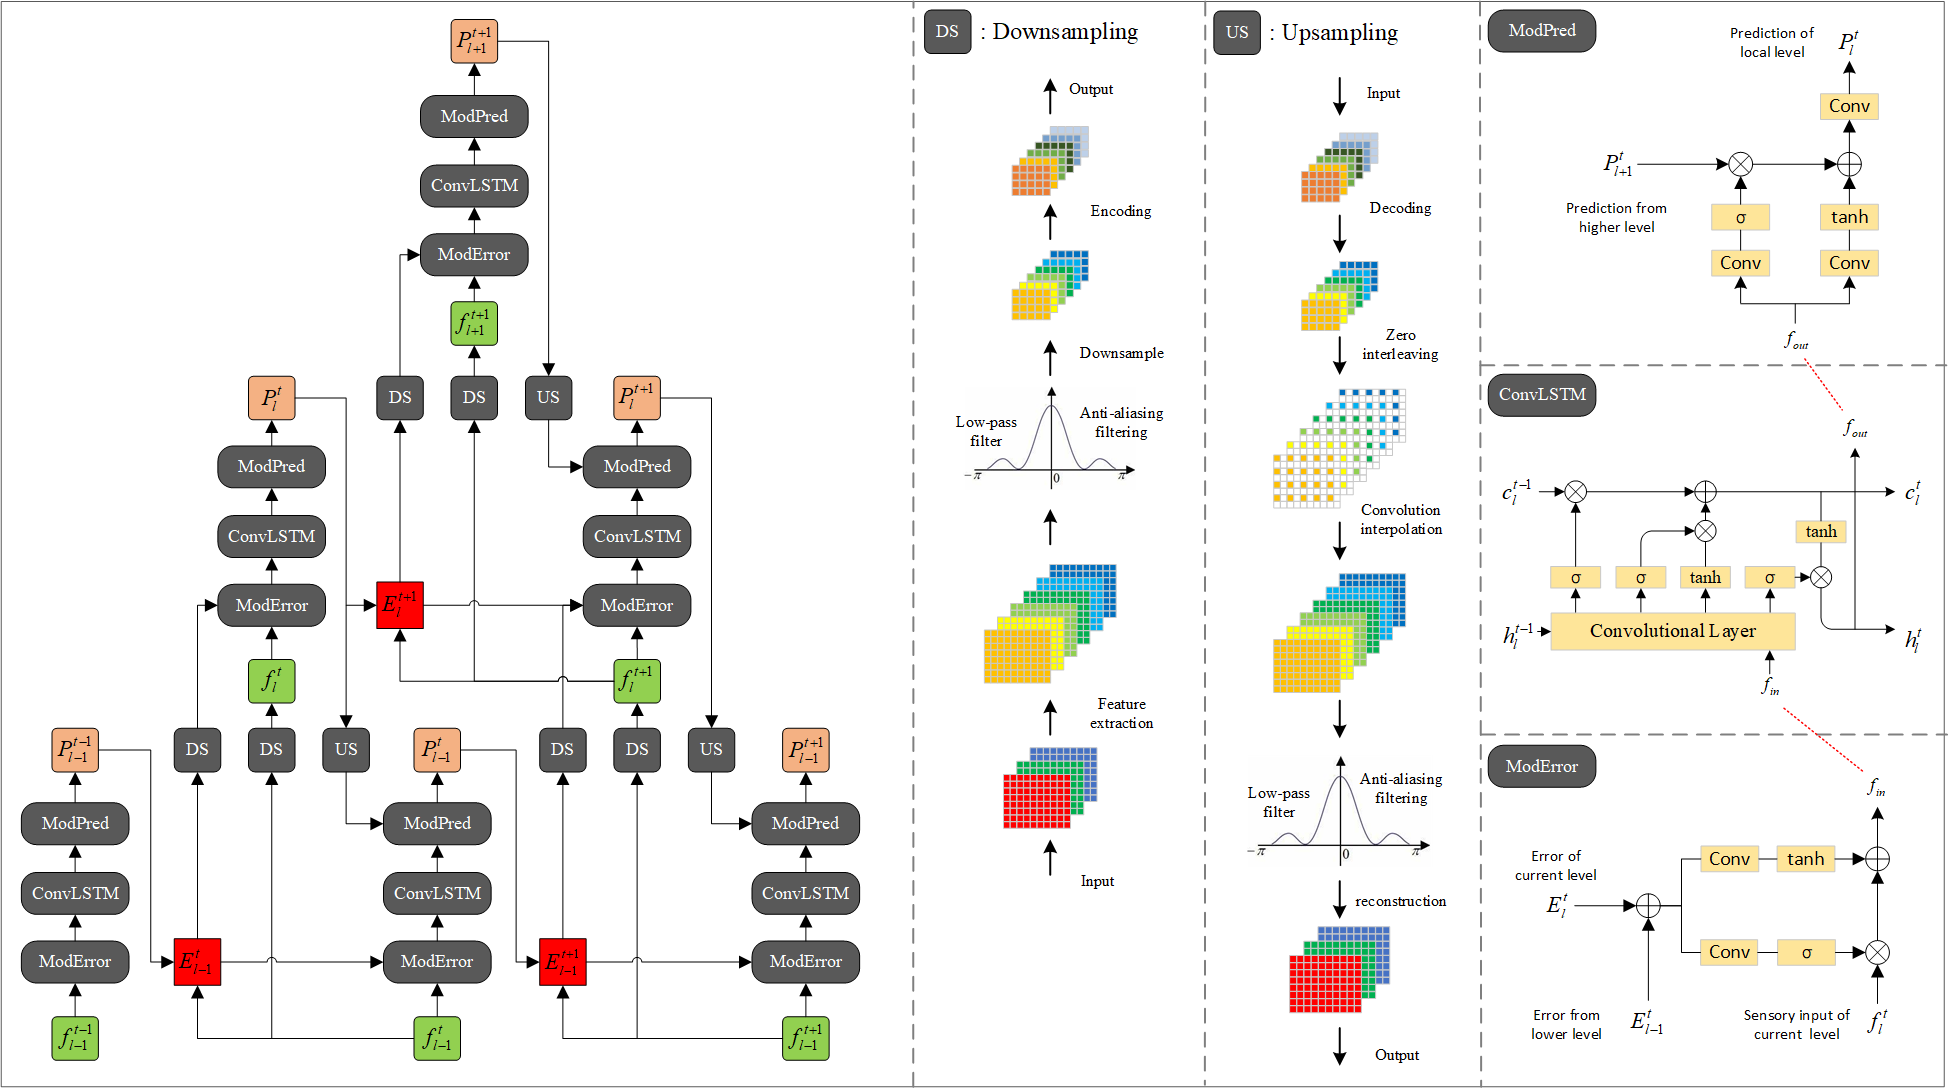 P_{l+1}^{t+1}
ModPred
ConvLSTM
ModError
f_{l+1}^{t+1}
P_l^t
DS
DS
US
P_l^{t+1}
ModPred
ModPred
ConvLSTM
ConvLSTM
ModError
E_l^{t+1}
ModError
f_l^t
f_l^{t+1}
P_{l-1}^{t-1}
DS
DS
US
P_{l-1}^t
DS
DS
US
P_{l-1}^{t+1}
ModPred
ModPred
ModPred
ConvLSTM
ConvLSTM
ConvLSTM
ModError
E_{l-1}^t
ModError
E_{l-1}^{t+1}
ModError
f_{l-1}^{t-1}
f_{l-1}^t
f_{l-1}^{t+1}
DS : Downsampling
Output
Encoding
Downsample
Low-pass
filter
Anti-aliasing
filtering
-π
0
π
Feature
extraction
Input
US : Upsampling
Input
Decoding
Zero
interleaving
Convolution
interpolation
Low-pass
filter
Anti-aliasing
filtering
-π
0
π
reconstruction
Output
ModPred
Prediction of
local level
P_l^t
Conv
P_{l+1}^t
Prediction from
higher level
σ
tanh
Conv
Conv
f_{out}
ConvLSTM
f_{out}
c_l^{t-1}
c_l^t
tanh
σ
σ
tanh
σ
h_l^{t-1}
Convolutional Layer
h_l^t
f_{in}
ModError
f_{in}
Error of
current level
Conv
tanh
E_l^t
Conv
σ
Error from
lower level
E_{l-1}^t
Sensory input of
current level
f_l^t